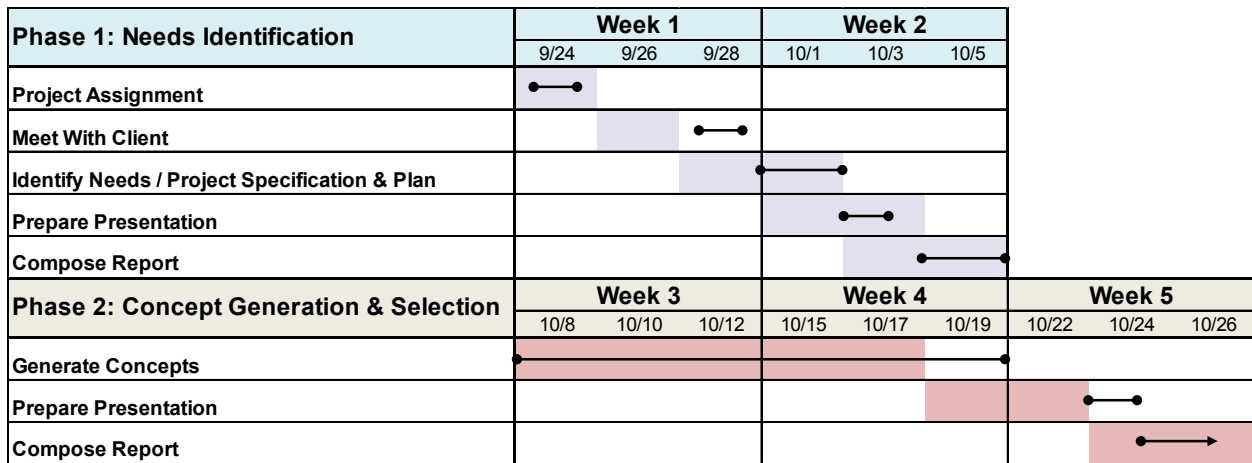 Phase 1: Needs Identification
Week 1 Week 2
9/24 9/26 9/28 10/1 10/3 10/5
Project Assignment
Meet With Client
Identify Needs / Project Specification & Plan
Prepare Presentation
Compose Report
Phase 2: Concept Generation & Selection
Week 3 Week 4 Week 5
10/8 10/10 10/12 10/15 10/17 10/19 10/22 10/24 10/26
Generate Concepts
Prepare Presentation
Compose Report